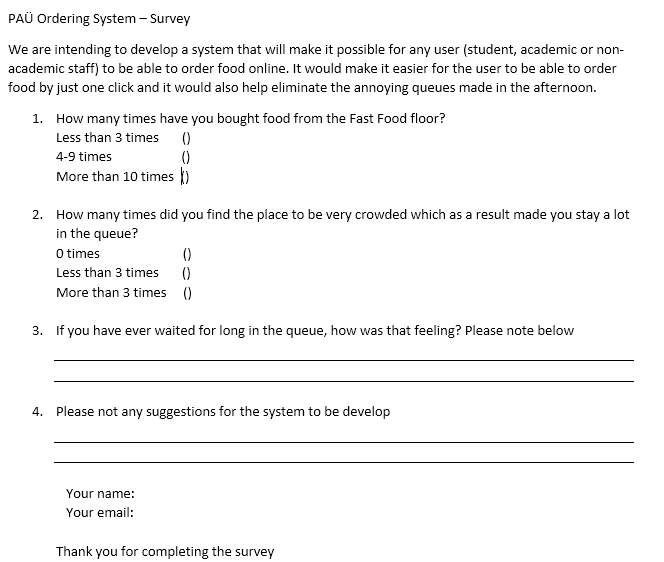 PAÜ Ordering System – Survey
We are intending to develop a system that will make it possible for any user (student, academic or non-
academic staff) to be able to order food online. It would make it easier for the user to be able to order
food by just one click and it would also help eliminate the annoying queues made in the afternoon.
1. How many times have you bought food from the Fast Food floor?
Less than 3 times ()
4-9 times ()
More than 10 times ()
2. How many times did you find the place to be very crowded which as a result made you stay a lot
in the queue?
0 times ()
Less than 3 times ()
More than 3 times ()
3. If you have ever waited for long in the queue, how was that feeling? Please note below
4. Please not any suggestions for the system to be develop
Your name:
Your email:
Thank you for completing the survey